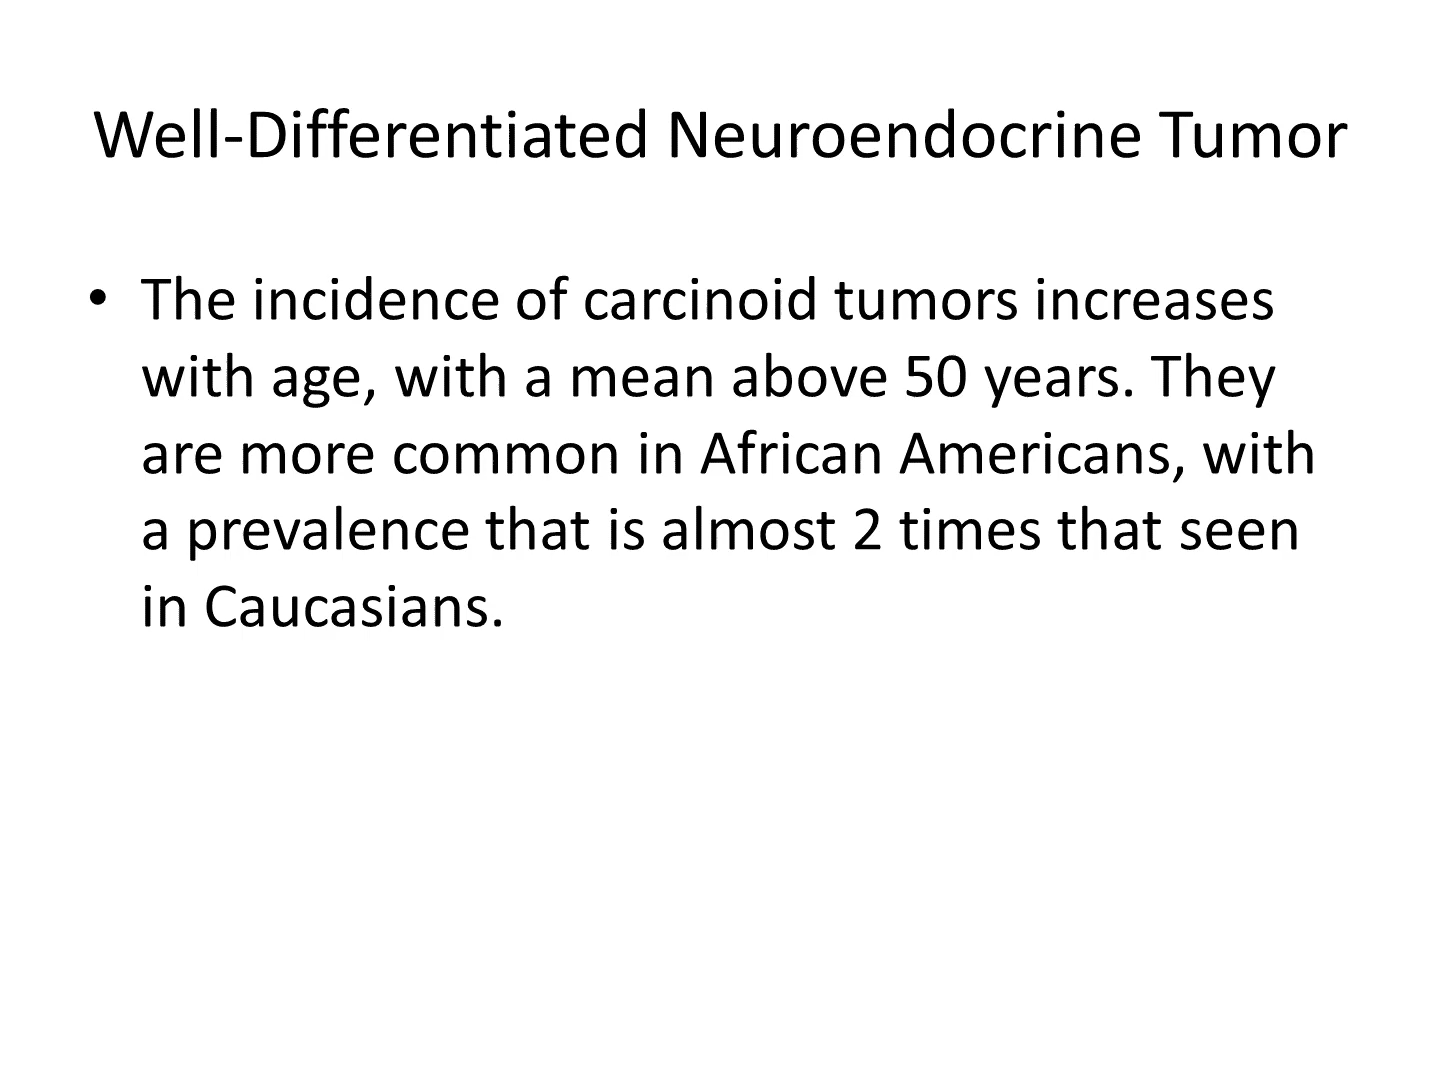 Well-Differentiated Neuroendocrine Tumor
• The incidence of carcinoid tumors increases
with age, with a mean above 50 years. They
are more common in African Americans, with
a prevalence that is almost 2 times that seen
in Caucasians.